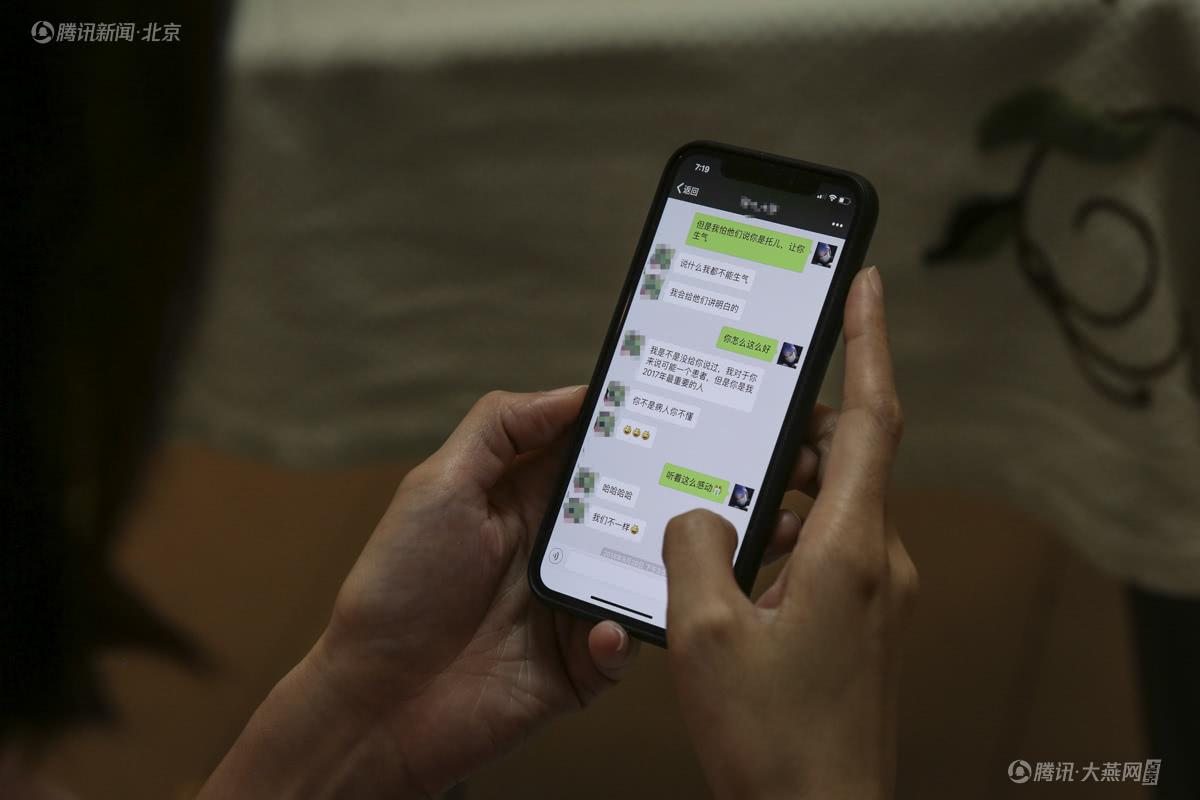 腾讯新闻·北京
7:19
返回
但是我怕他们说你是托儿，让你
生气
说什么我都不能生气
我会给他们讲明白的
你怎么这么好
我是不是没给你说过，我对于你
来说可能一个患者，但是你是我
2017年最重要的人
你不是病人你不懂
听着这么感动
哈哈哈哈
我们不一样
腾讯·大燕网